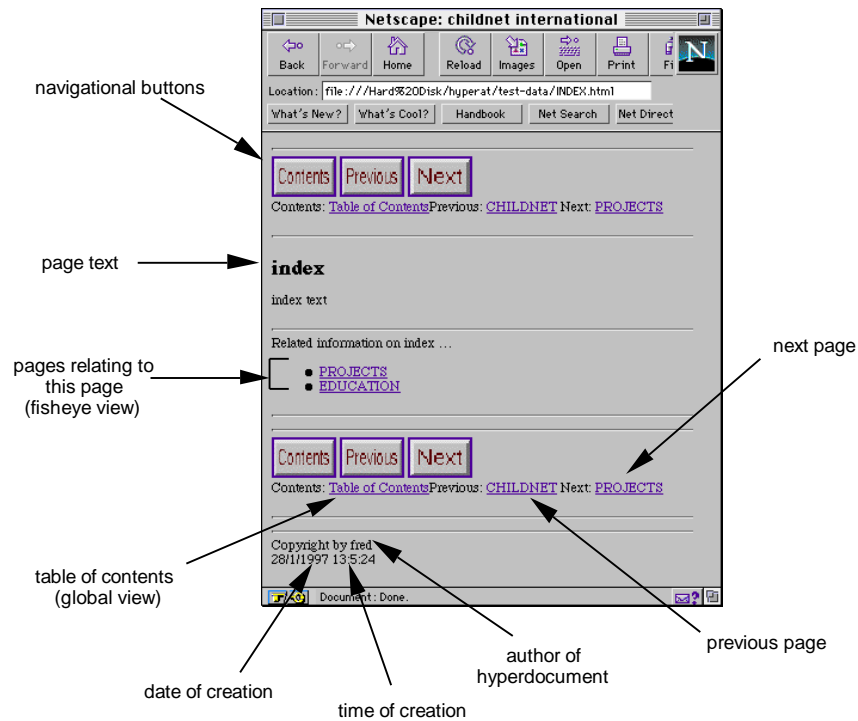 Netscape: childnet international
Back Forward Home Reload Images Open Print Fi N
Location: file:///Hard%20Disk/hyperat/test-data/INDEX.html
What's New? What's Cool? Handbook Net Search Net Direct
navigational buttons
Contents Previous Next
Contents: Table of ContentsPrevious: CHILDNET Next: PROJECTS
page text
index
index text
Related information on index ...
next page
pages relating to
this page
(fisheye view)
PROJECTS
EDUCATION
Contents Previous Next
Contents: Table of ContentsPrevious: CHILDNET Next: PROJECTS
Copyright by fred
28/1/1997 13:5:24
table of contents
(global view)
Document: Done.
?
previous page
author of
hyperdocument
date of creation
time of creation